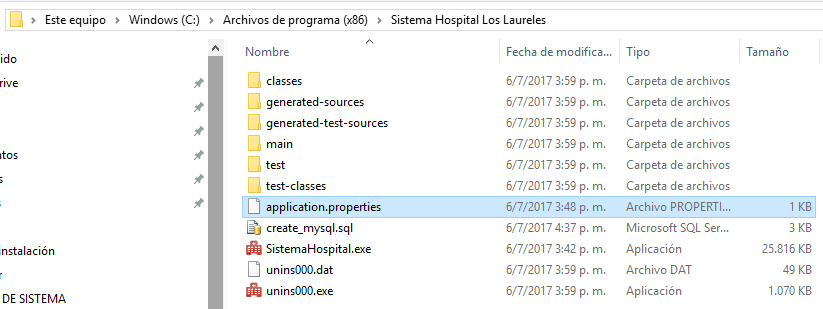 Este equipo > Windows (C:) > Archivos de programa (x86) > Sistema Hospital Los Laureles
Nombre Fecha de modifica... Tipo Tamaño
ido
rive
atos
s
s
instalación
r
DE SISTEMA
classes 6/7/2017 3:59 p. m. Carpeta de archivos
generated-sources 6/7/2017 3:59 p. m. Carpeta de archivos
generated-test-sources 6/7/2017 3:59 p. m. Carpeta de archivos
main 6/7/2017 3:59 p. m. Carpeta de archivos
test 6/7/2017 3:59 p. m. Carpeta de archivos
test-classes 6/7/2017 3:59 p. m. Carpeta de archivos
application.properties 6/7/2017 3:48 p. m. Archivo PROPERTI... 1 KB
create_mysql.sql 6/7/2017 4:37 p. m. Microsoft SQL Ser... 3 KB
SistemaHospital.exe 6/7/2017 3:42 p. m. Aplicación 25.816 KB
unins000.dat 6/7/2017 3:59 p. m. Archivo DAT 49 KB
unins000.exe 6/7/2017 3:59 p. m. Aplicación 1.070 KB